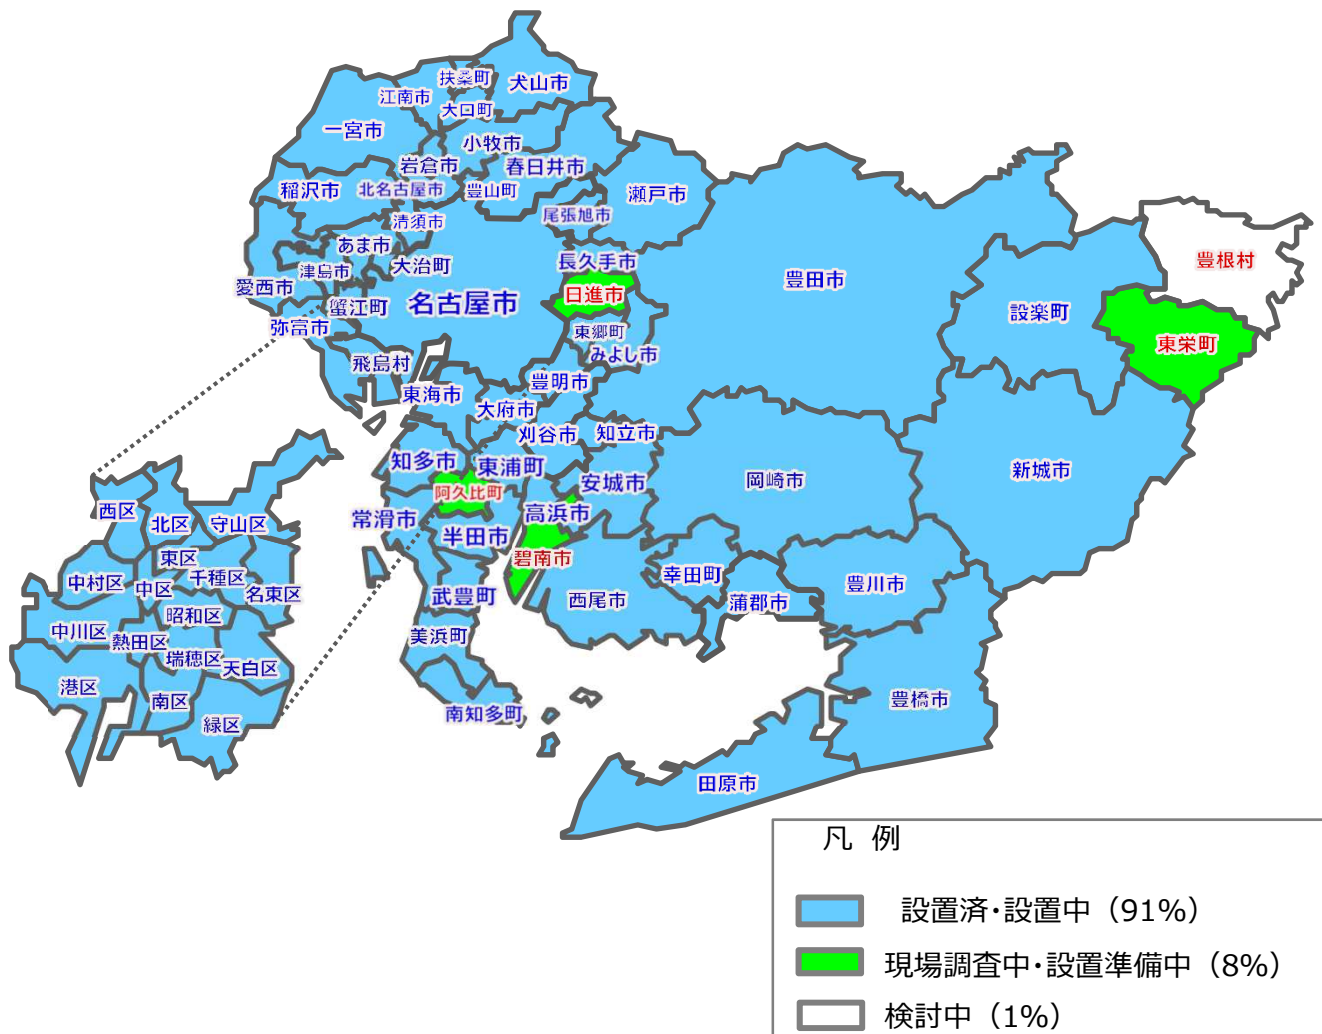 扶桑町
犬山市
江南市
大口町
一宮市
小牧市
岩倉市
春日井市
稲沢市
北名古屋市
豊山町
瀬戸市
尾張旭市
清須市
あま市
大治町
長久手市
豊根村
津島市
豊田市
愛西市
日進市
蟹江町
名古屋市
設楽町
弥富市
東郷町
東栄町
みよし市
飛島村
豊明市
東海市
大府市
刈谷市
知立市
知多市
東浦町
新城市
岡崎市
安城市
阿久比町
常滑市
高浜市
半田市
碧南市
幸田町
豊川市
武豊町
西尾市
蒲郡市
美浜町
豊橋市
南知多町
田原市
西区
北区
守山区
東区
千種区
中村区
中区
名東区
昭和区
中川区
熱田区
瑞穂区
天白区
港区
南区
緑区
凡 例
設置済・設置中（91%）
現場調査中・設置準備中（8%）
検討中（1%）